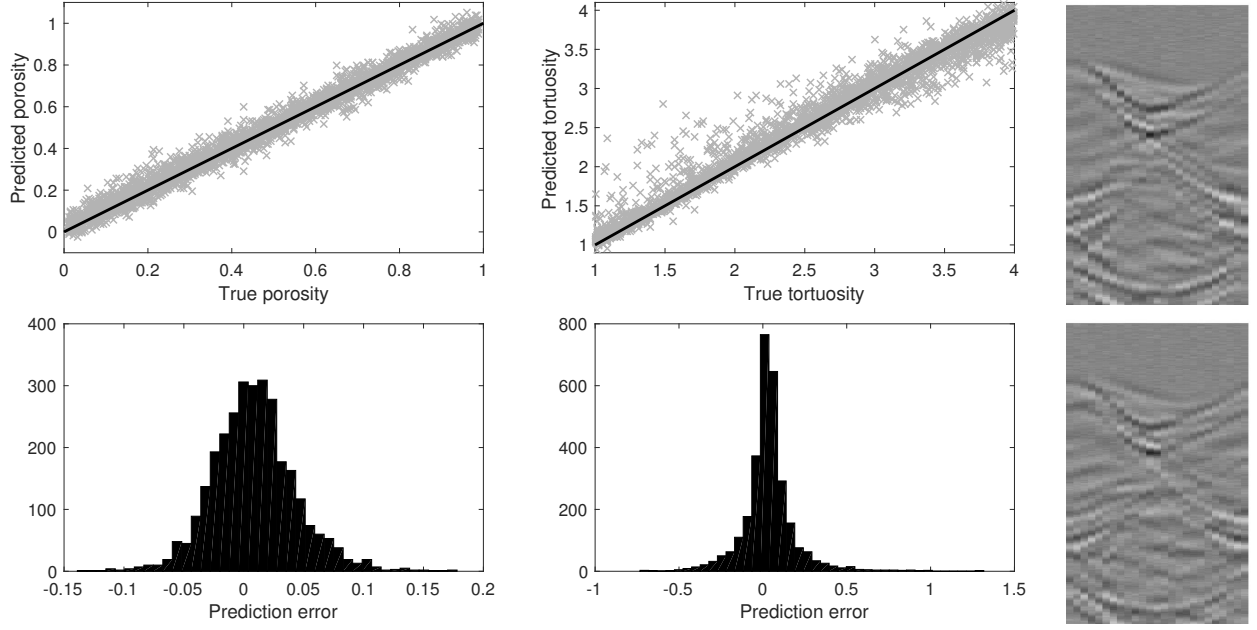 Predicted porosity
1
0.8
0.6
0.4
0.2
0
0 0.2 0.4 0.6 0.8 1
True porosity
Predicted tortuosity
4
3.5
3
2.5
2
1.5
1
1 1.5 2 2.5 3 3.5 4
True tortuosity
400
300
200
100
0
-0.15 -0.1 -0.05 0 0.05 0.1 0.15 0.2
Prediction error
800
600
400
200
0
-1 -0.5 0 0.5 1 1.5
Prediction error